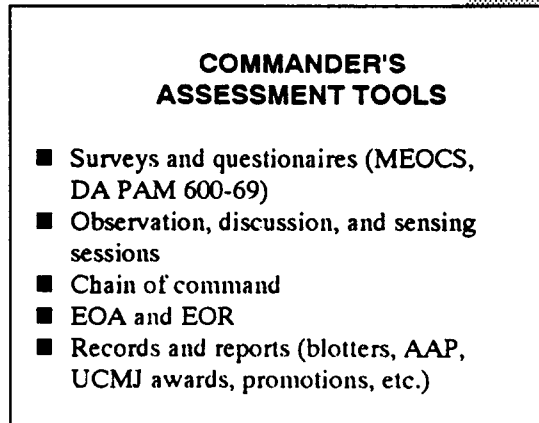 COMMANDER'S
ASSESSMENT TOOLS
■ Surveys and questionaires (MEOCS,
DA PAM 600-69)
■ Observation, discussion, and sensing
sessions
■ Chain of command
■ EOA and EOR
■ Records and reports (blotters, AAP,
UCMJ awards, promotions, etc.)